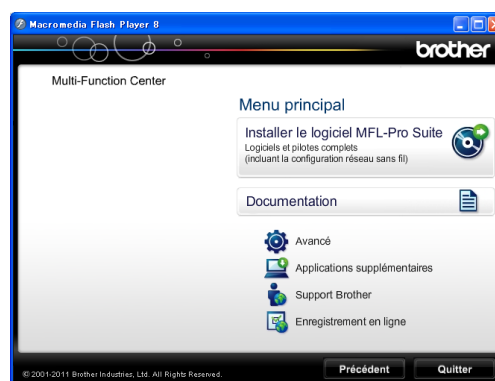 Macromedia Flash Player 8
brother
Multi-Function Center
Menu principal
Installer le logiciel MFL-Pro Suite
Logiciels et pilotes complets
(incluant la configuration réseau sans fil)
Documentation
Avancé
Applications supplémentaires
Support Brother
Enregistrement en ligne
© 2001-2011 Brother Industries, Ltd. All Rights Reserved.
Précédent
Quitter